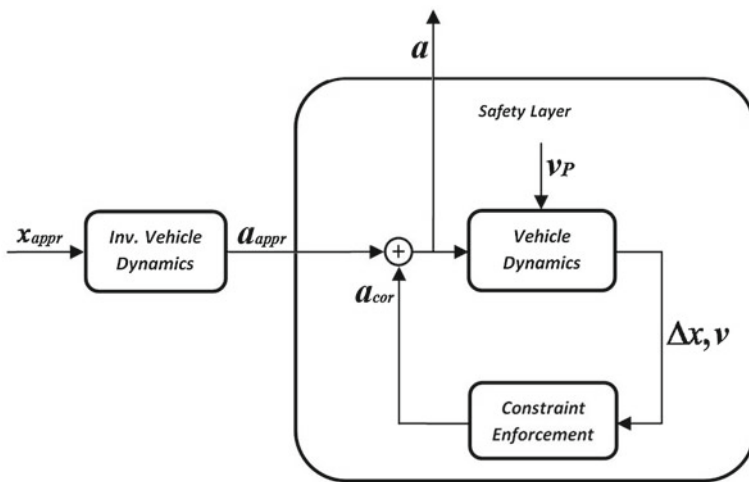 a
Safety Layer
vP
xappr
Inv. Vehicle
Dynamics
aappr
+
Vehicle
Dynamics
acor
Δx, v
Constraint
Enforcement